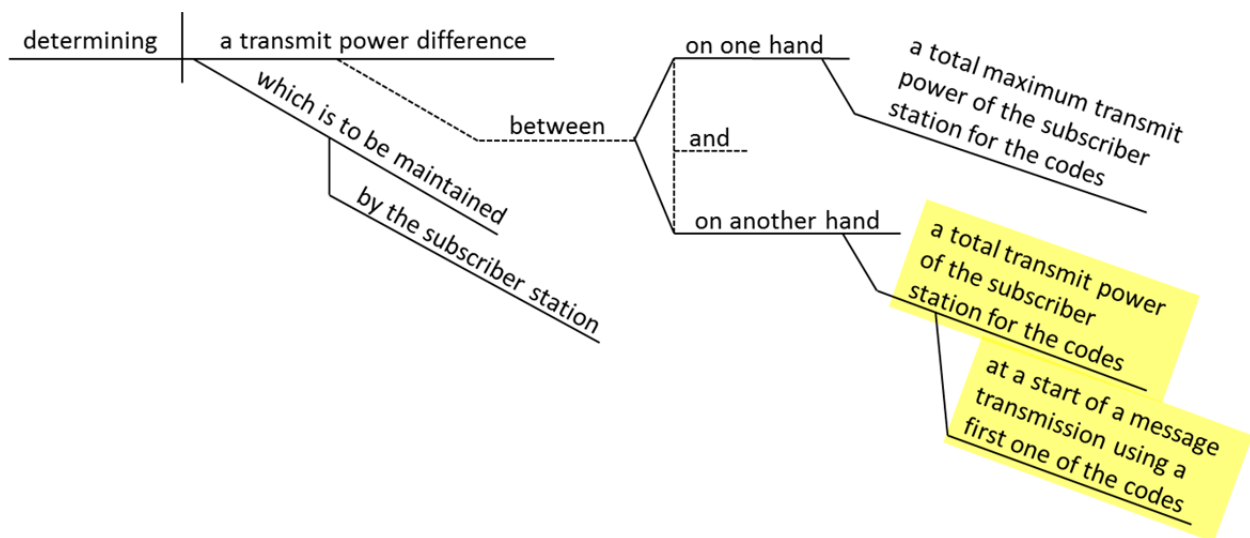 determining
a transmit power difference
which is to be maintained
by the subscriber station
between
on one hand
a total maximum transmit
power of the subscriber
station for the codes
and
on another hand
a total transmit power
of the subscriber
station for the codes
at a start of a message
transmission using a
first one of the codes